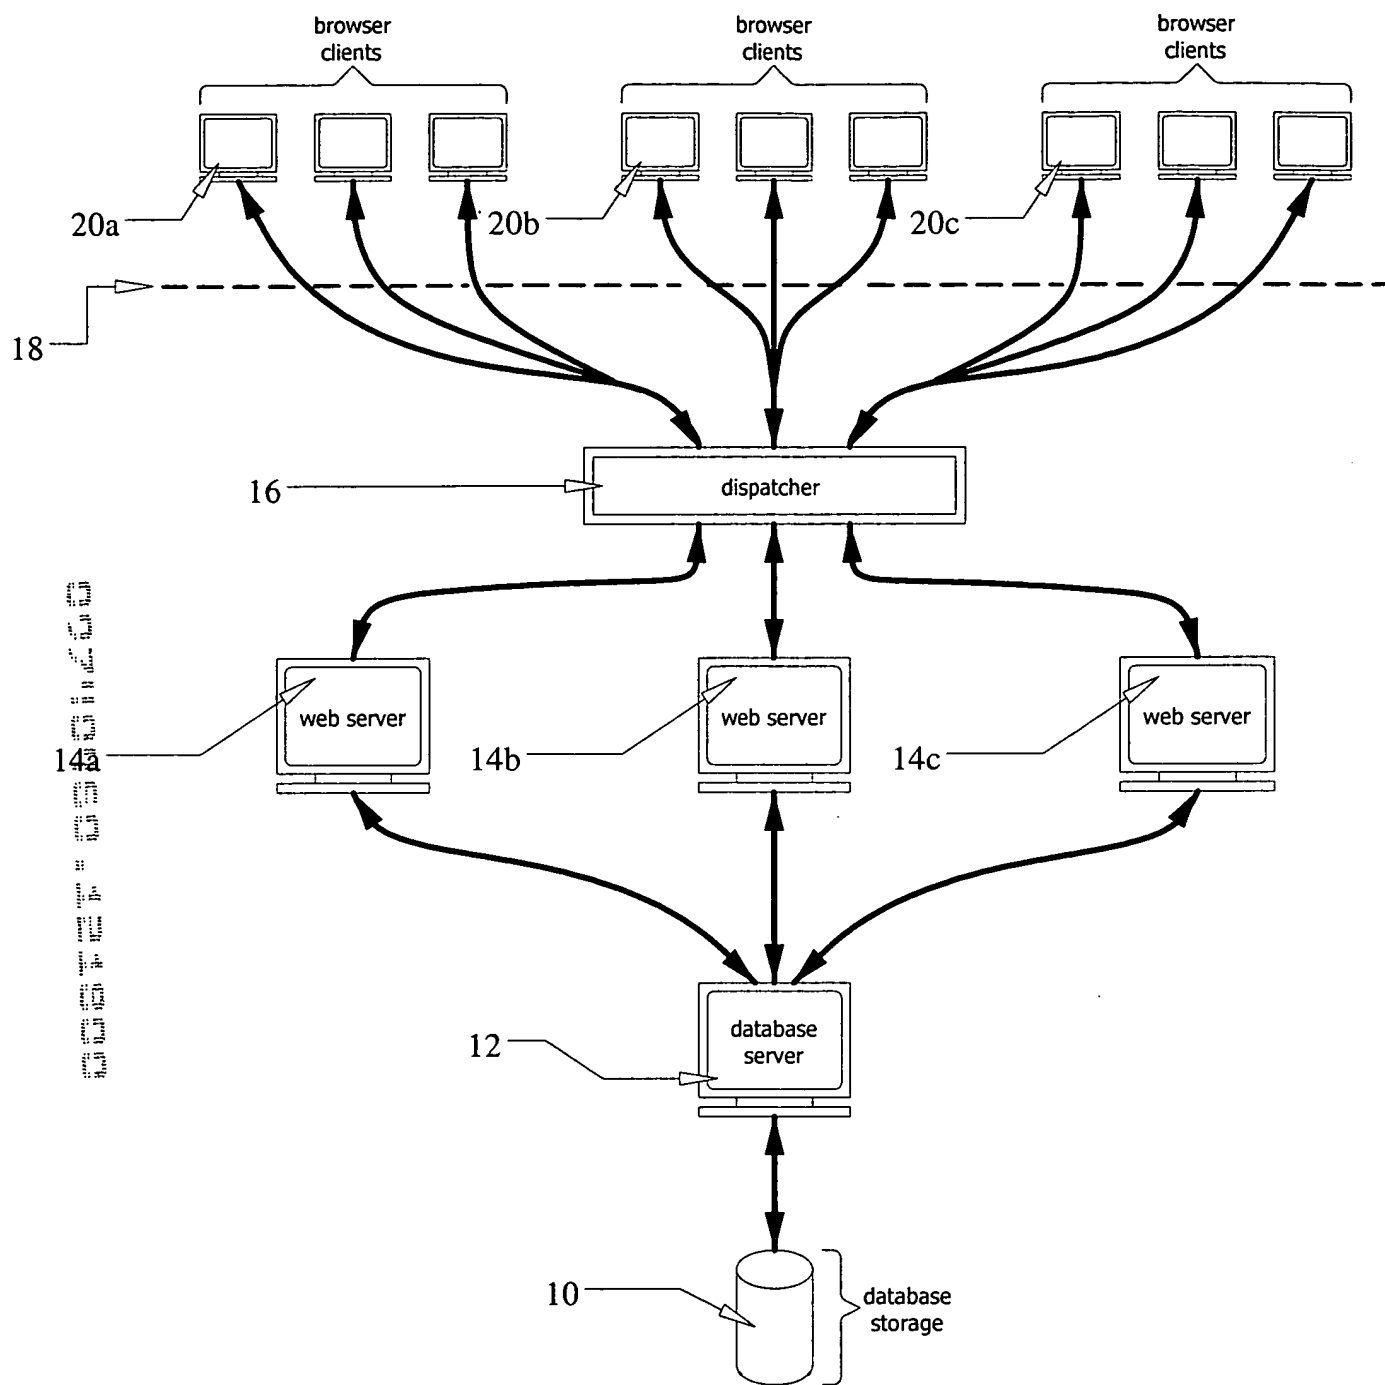 browser
clients
browser
clients
browser
clients
20a
20b
20c
18
16
dispatcher
web server
web server
web server
14a
14b
14c
database
server
12
10
database
storage